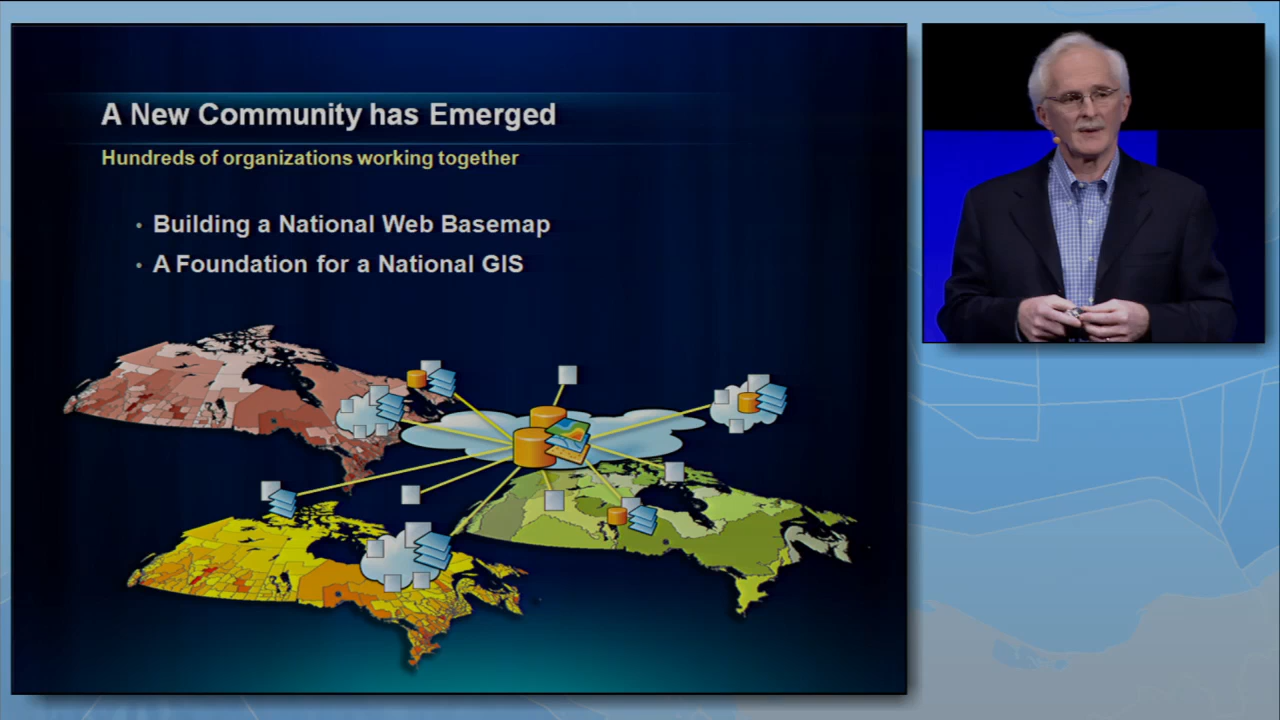 A New Community has Emerged
Hundreds of organizations working together
• Building a National Web Basemap
• A Foundation for a National GIS